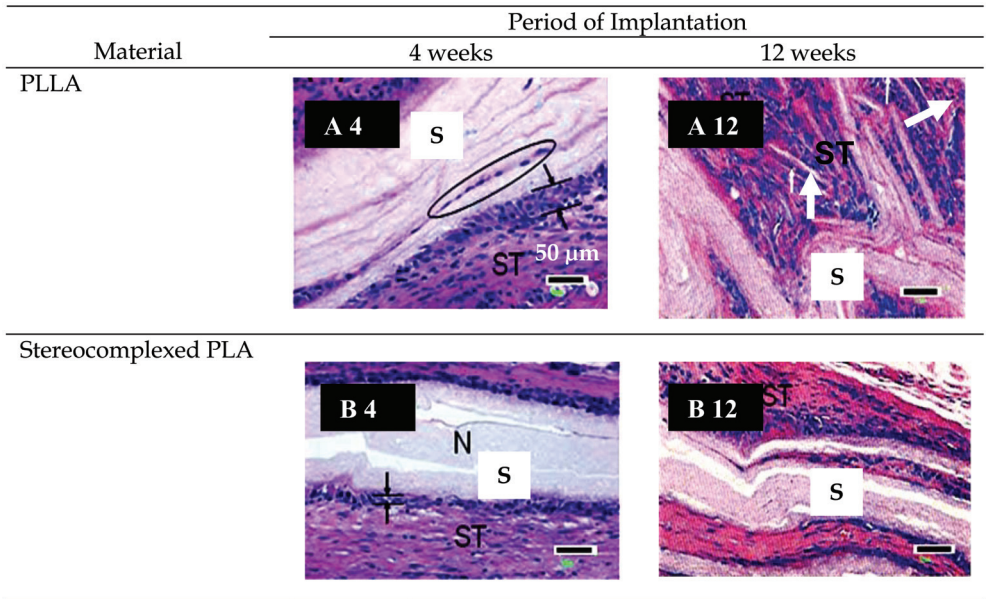 Period of Implantation
Material 4 weeks 12 weeks
PLLA
A 4
S
50 µm
ST
A 12
ST
ST
S
Stereocomplexed PLA
B 4
N
S
ST
B 12
ST
S